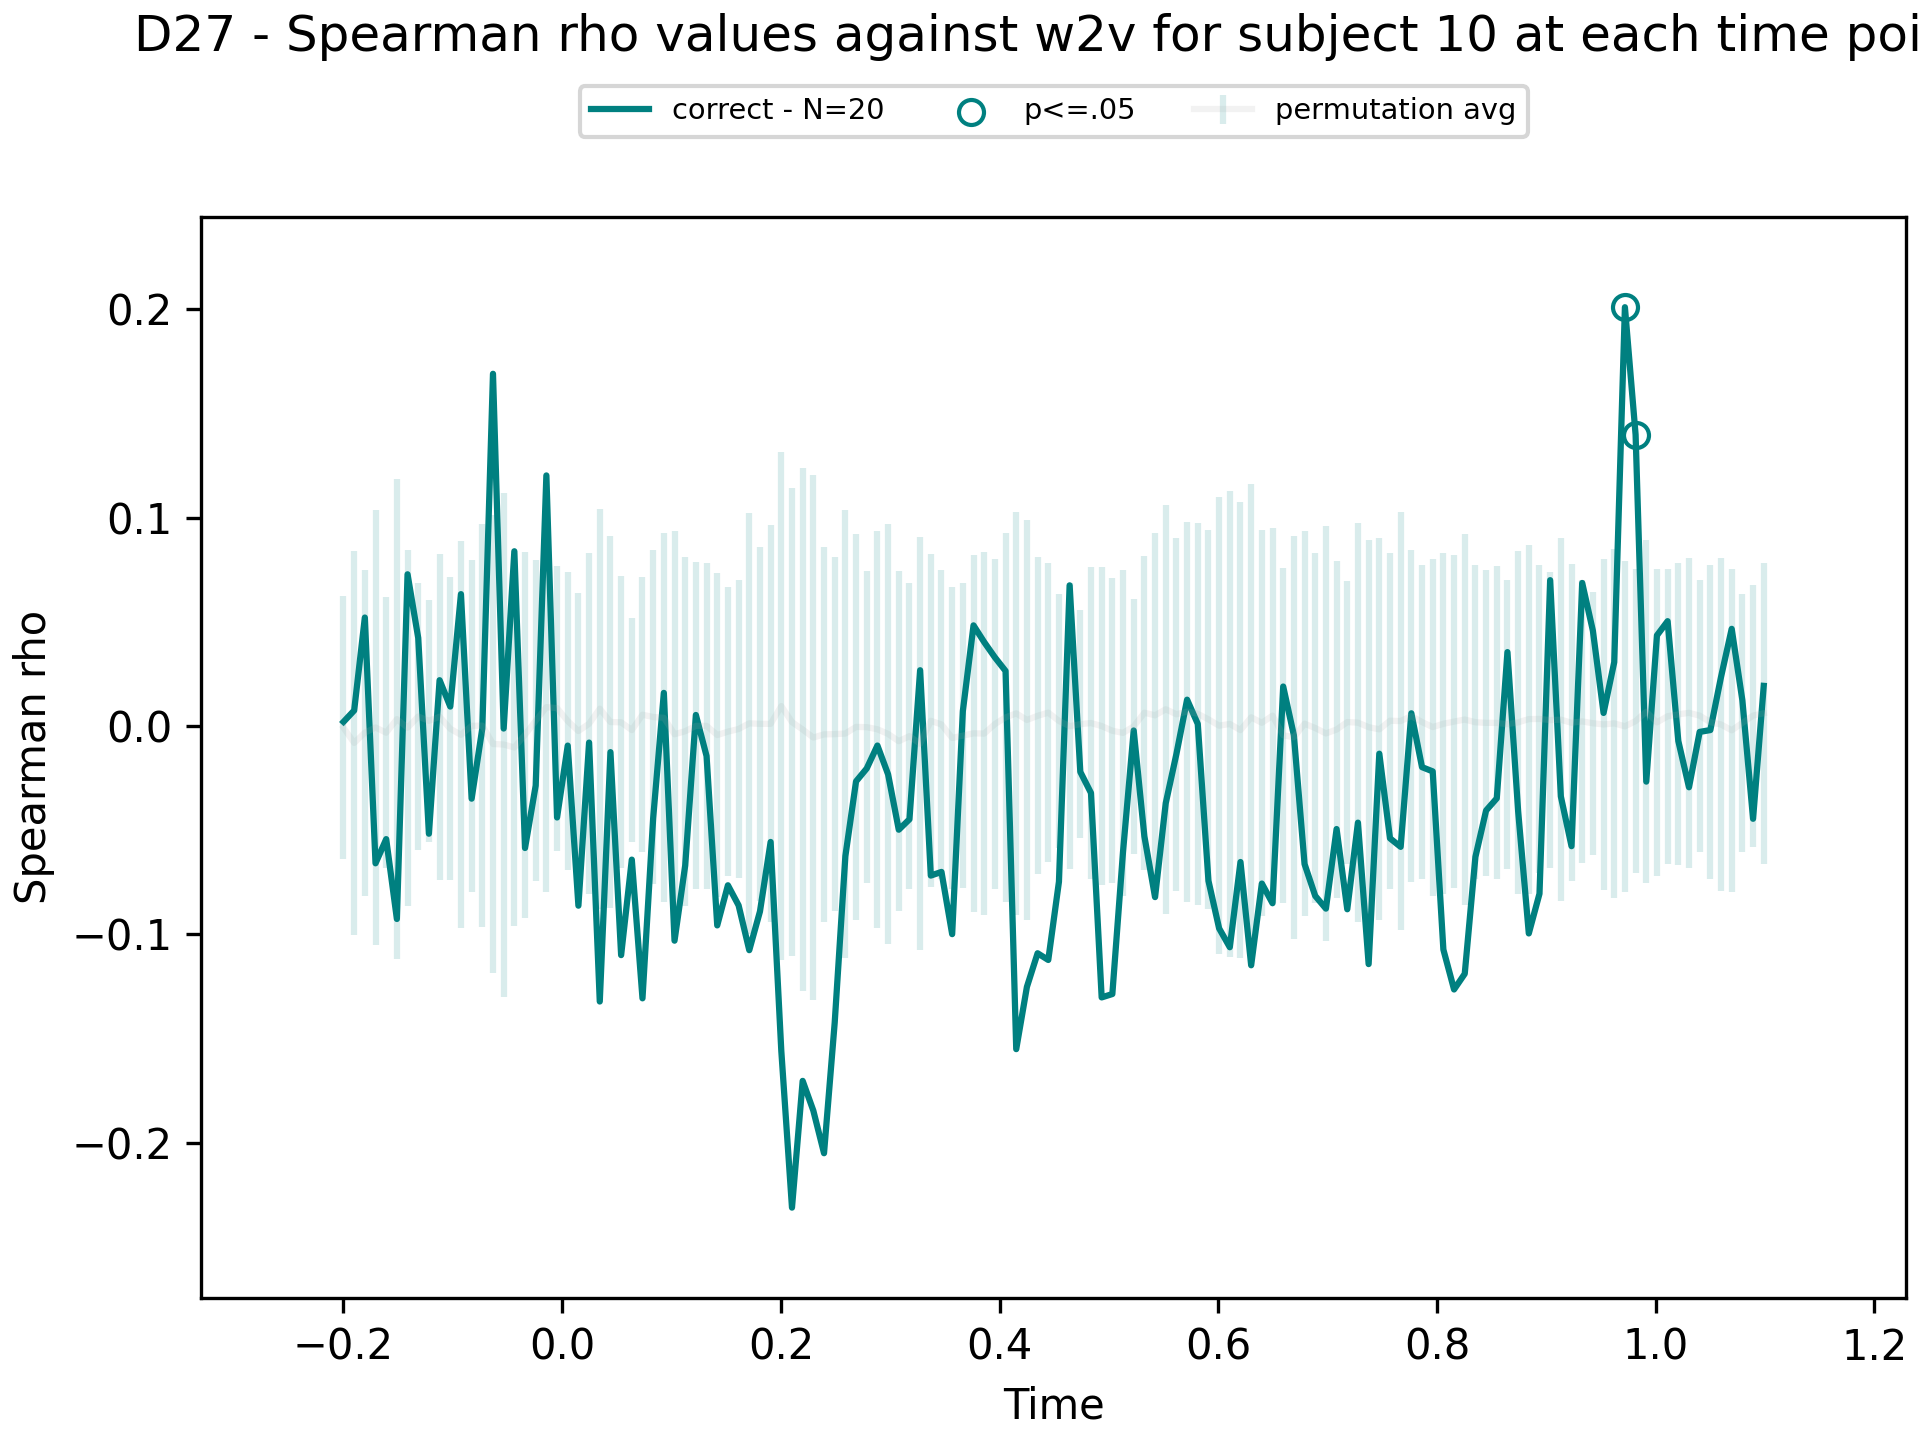 D27 - Spearman rho values against w2v for subject 10 at each time poi
correct - N=20
p<=.05
permutation avg
Spearman rho
0.2
0.1
0.0
−0.1
−0.2
−0.2
0.0
0.2
0.4
0.6
0.8
1.0
1.2
Time